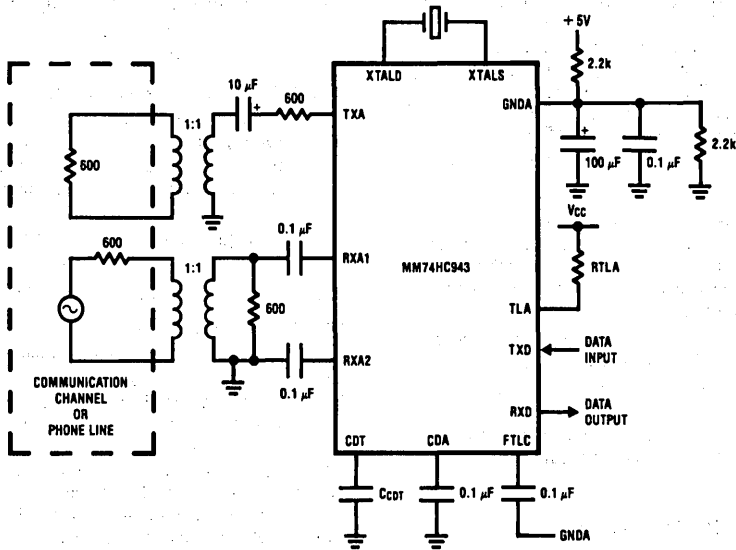 +5V
2.2k
XTALD
XTALS
10 µF
+
600
TXA
GNDA
1:1
600
+
100 µF
0.1 µF
2.2k
VCC
600
0.1 µF
1:1
RXA1
MM74HC943
RTLA
600
TLA
TXD
DATA
INPUT
RXA2
0.1 µF
COMMUNICATION
CHANNEL
OR
PHONE LINE
RXD
DATA
OUTPUT
CDT
CDA
FTLC
CCDT
0.1 µF
0.1 µF
GNDA